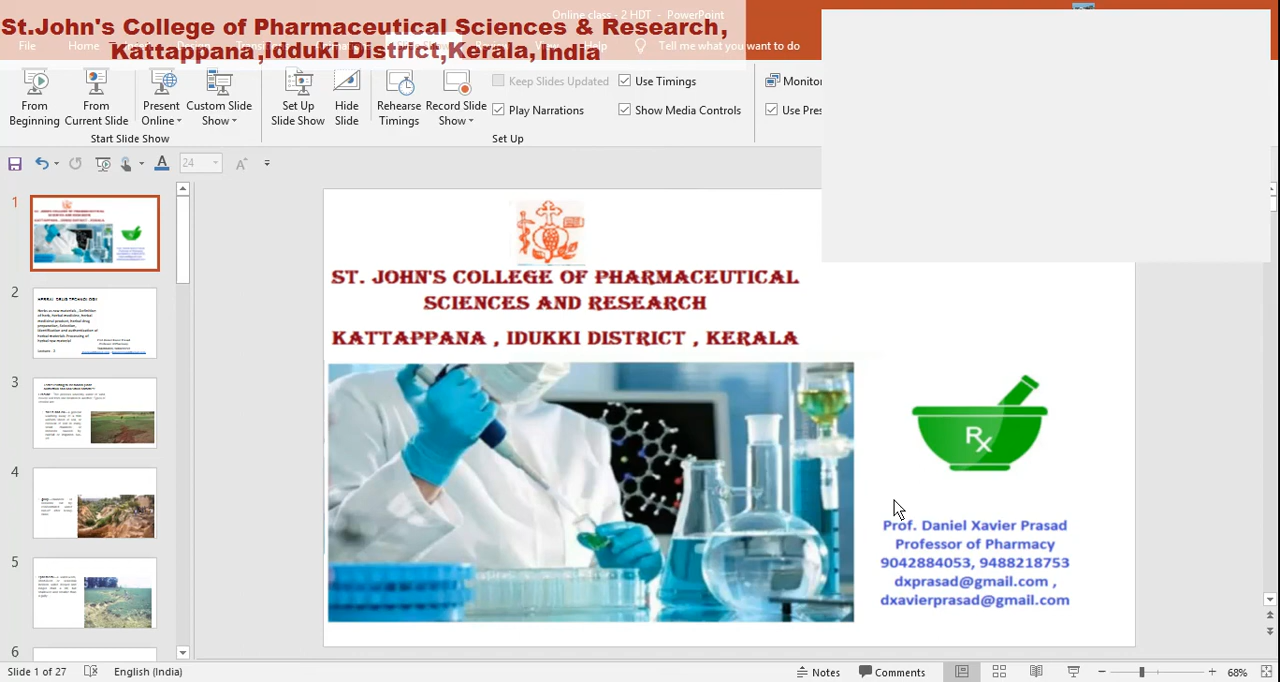 St.John's College of Pharmaceutical Sciences & Research,
Kattappana,Idukki District,Kerala, India
Online class - 2 HDT - PowerPoint
File
Home
Help
Tell me what you want to do
Keep Slides Updated
Use Timings
Monitor
From Beginning
From Current Slide
Present Online
Custom Slide Show
Set Up Slide Show
Hide Slide
Rehearse Timings
Record Slide Show
Play Narrations
Show Media Controls
Use Pres
Start Slide Show
Set Up
24
1
2
3
4
5
6
ST. JOHN'S COLLEGE OF PHARMACEUTICAL
SCIENCES AND RESEARCH
KATTAPPANA , IDUKKI DISTRICT , KERALA
Rx
Prof. Daniel Xavier Prasad
Professor of Pharmacy
9042884053, 9488218753
dxprasad@gmail.com ,
dxavierprasad@gmail.com
Slide 1 of 27
English (India)
Notes
Comments
68%